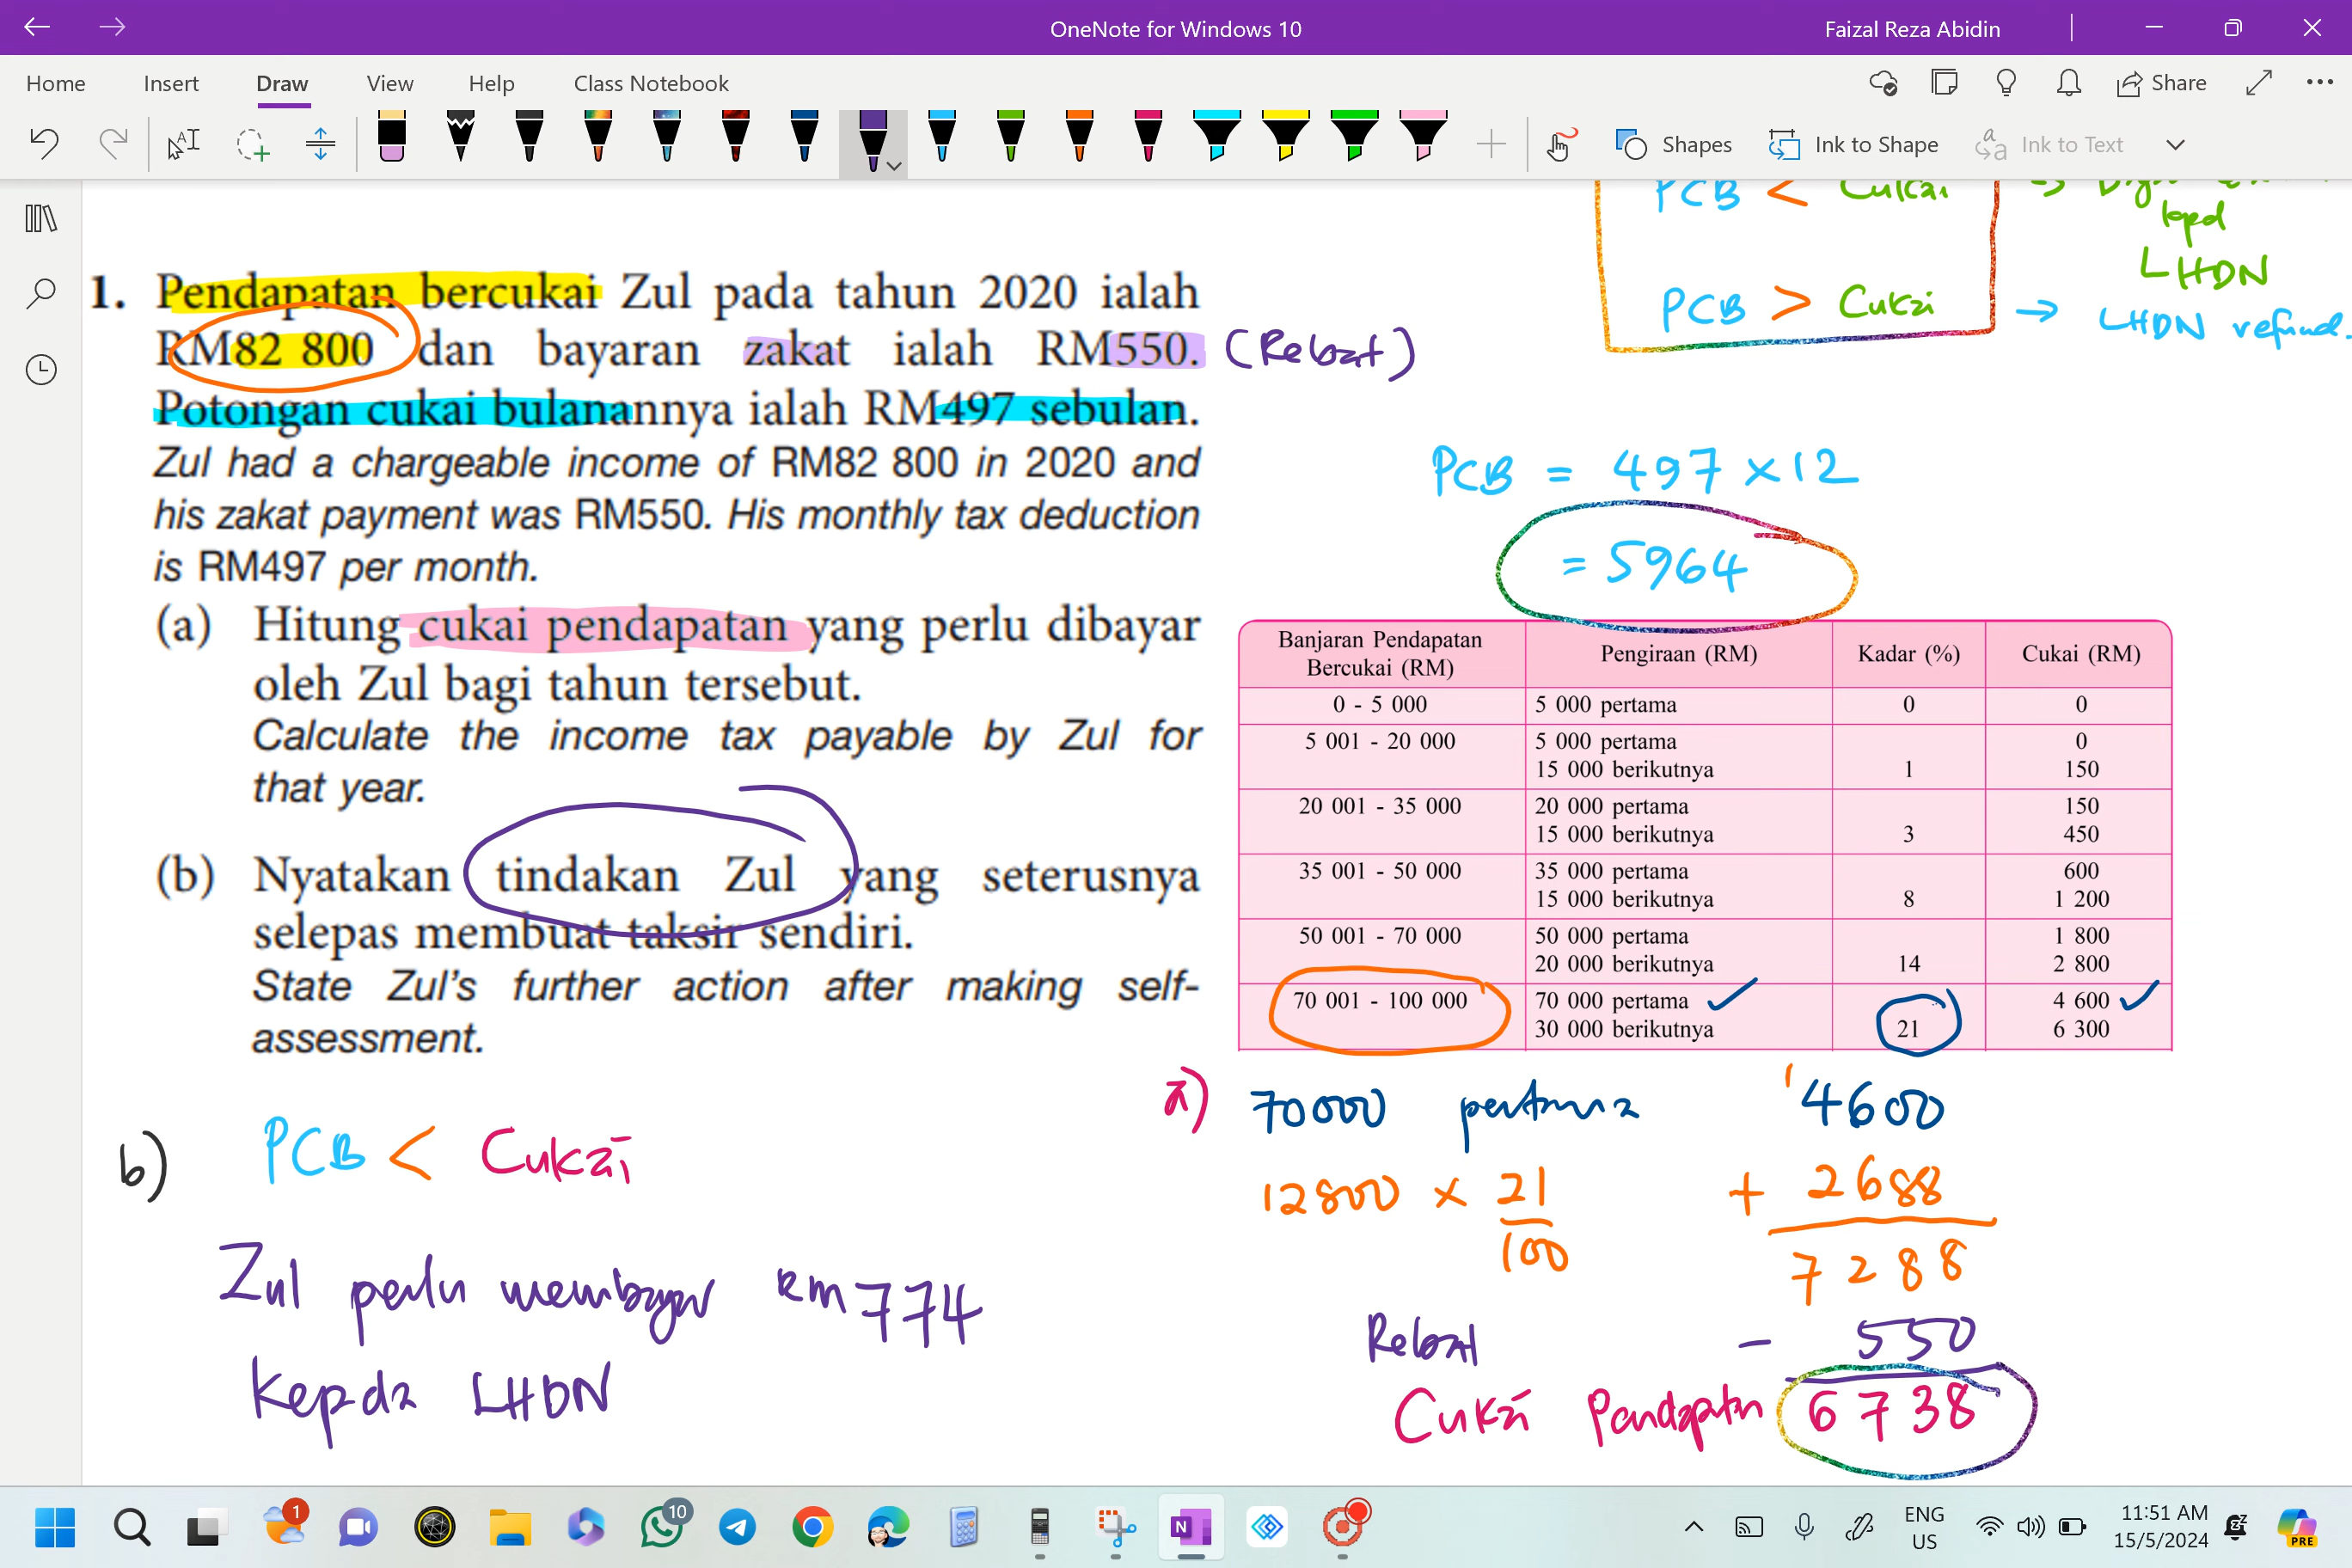 OneNote for Windows 10
Faizal Reza Abidin
Home Insert Draw View Help Class Notebook Share
Shapes Ink to Shape Ink to Text
PCB < Cukai
kpd
LHDN
PCB > Cukai → LHDN refund.
1. Pendapatan bercukai Zul pada tahun 2020 ialah
RM82 800 dan bayaran zakat ialah RM550. (Rebat)
Potongan cukai bulanannya ialah RM497 sebulan.
Zul had a chargeable income of RM82 800 in 2020 and
his zakat payment was RM550. His monthly tax deduction
is RM497 per month.
(a) Hitung cukai pendapatan yang perlu dibayar
oleh Zul bagi tahun tersebut.
Calculate the income tax payable by Zul for
that year.
(b) Nyatakan tindakan Zul yang seterusnya
selepas membuat taksir sendiri.
State Zul's further action after making self-
assessment.
PCB = 497 × 12
= 5964
Banjaran Pendapatan Bercukai (RM) Pengiraan (RM) Kadar (%) Cukai (RM)
0 - 5 000 5 000 pertama 0 0
5 001 - 20 000 5 000 pertama 0
15 000 berikutnya 1 150
20 001 - 35 000 20 000 pertama 150
15 000 berikutnya 3 450
35 001 - 50 000 35 000 pertama 600
15 000 berikutnya 8 1 200
50 001 - 70 000 50 000 pertama 1 800
20 000 berikutnya 14 2 800
70 001 - 100 000 70 000 pertama ✓ 4 600 ✓
30 000 berikutnya 21 6 300
a) 70000 pertama 4600
12800 × 21/100 + 2688
7288
Rebat - 550
Cukai Pendapatan 6738
b) PCB < Cukai
Zul perlu membayar RM774
kepada LHDN
1
10
ENG
US
11:51 AM
15/5/2024
PRE